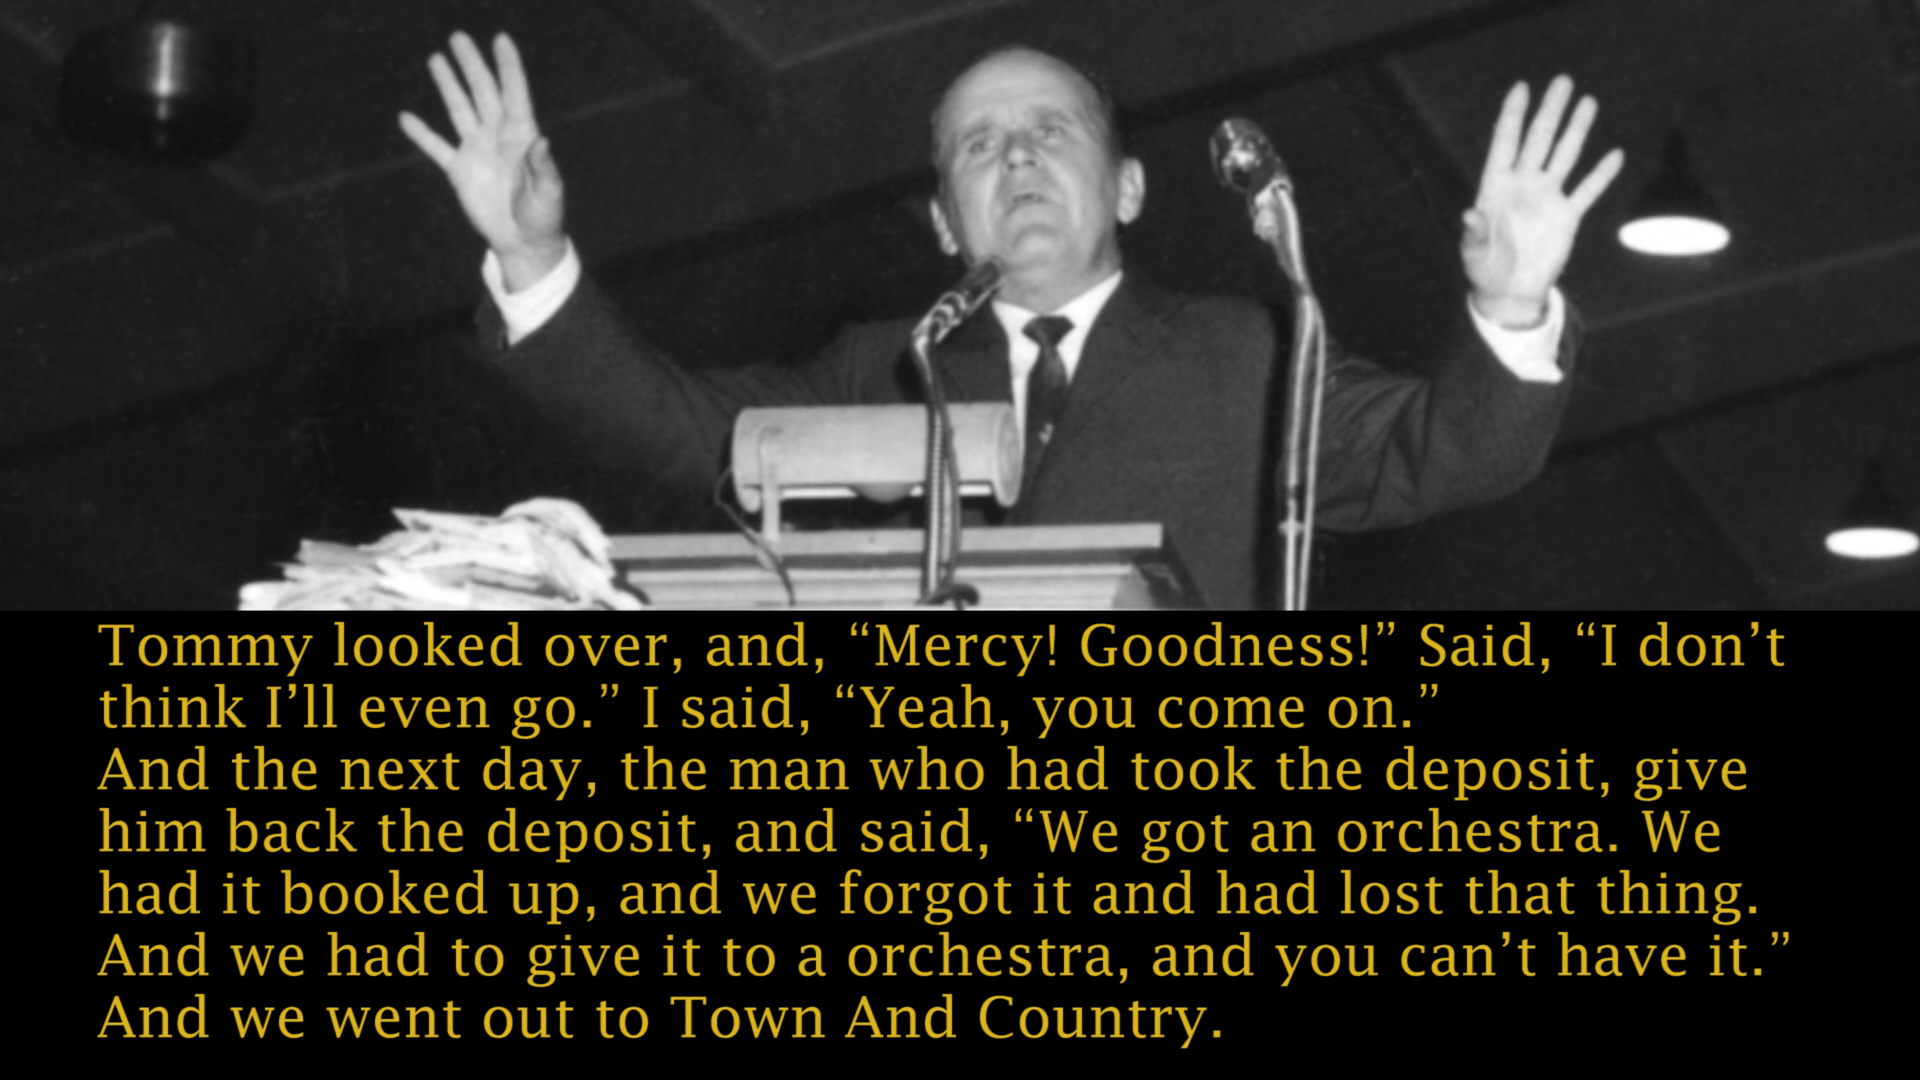 Tommy looked over, and, “Mercy! Goodness!” Said, “I don’t
think I’ll even go.” I said, “Yeah, you come on.”
And the next day, the man who had took the deposit, give
him back the deposit, and said, “We got an orchestra. We
had it booked up, and we forgot it and had lost that thing.
And we had to give it to a orchestra, and you can’t have it.”
And we went out to Town And Country.